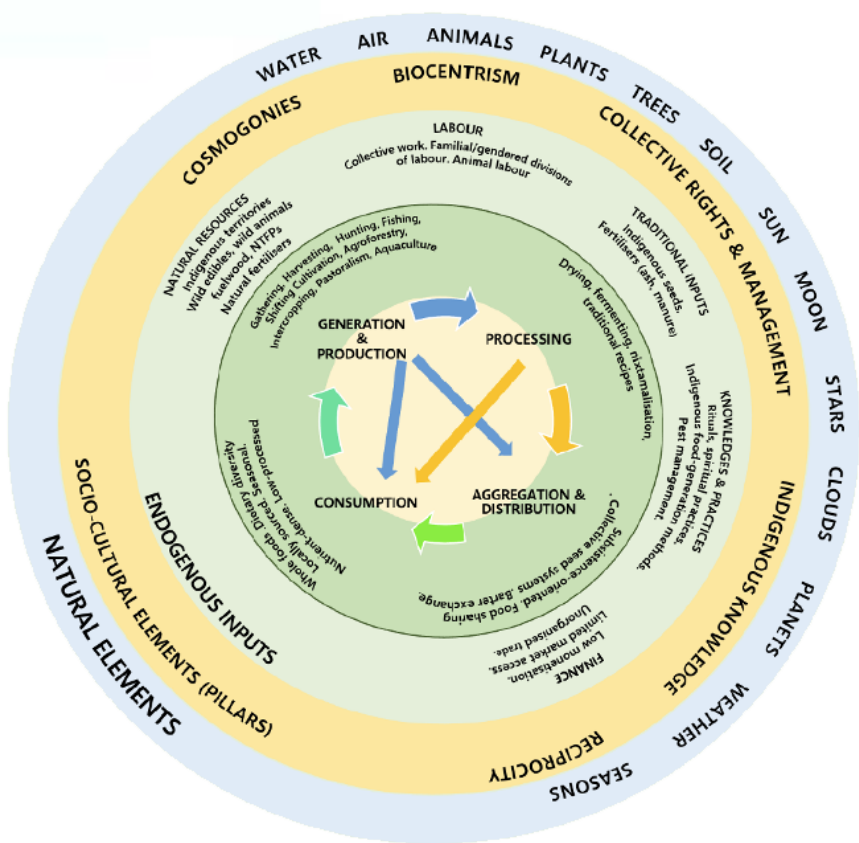 WATER
AIR
ANIMALS
PLANTS
TREES
SOIL
SUN
MOON
STARS
CLOUDS
PLANETS
WEATHER
SEASONS
NATURAL ELEMENTS
COSMOGONIES
BIOCENTRISM
COLLECTIVE RIGHTS & MANAGEMENT
INDIGENOUS KNOWLEDGE
RECIPROCITY
SOCIO-CULTURAL ELEMENTS (PILLARS)
ENDOGENOUS INPUTS
NATURAL RESOURCES
Indigenous territories
Wild edibles, wild animals
fuelwood, NTFPs
Natural fertilisers
LABOUR
Collective work. Familial/gendered divisions
of labour. Animal labour
TRADITIONAL INPUTS
Indigenous seeds.
Fertilisers (ash, manure)
KNOWLEDGES & PRACTICES
Rituals, spiritual practices.
Indigenous food-generation methods.
Pest management.
FINANCE
Low monetisation.
Limited market access.
Unorganised trade.
Gathering, Harvesting, Hunting, Fishing,
Shifting Cultivation, Agroforestry,
Intercropping, Pastoralism, Aquaculture
Drying, fermenting, nixtamalisation,
traditional recipes
Subsistence-oriented. Food sharing
. Collective seed systems. Barter exchange.
Whole foods. Dietary diversity
Locally sourced. Seasonal.
Nutrient-dense. Low-processed
GENERATION
&
PRODUCTION
PROCESSING
AGGREGATION &
DISTRIBUTION
CONSUMPTION